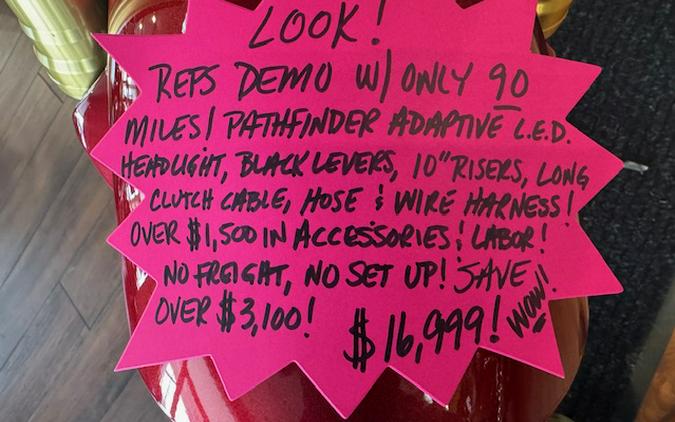 LOOK!
REPS DEMO W/ ONLY 90
MILES! PATHFINDER ADAPTIVE L.E.D.
HEADLIGHT, BLACK LEVERS, 10" RISERS, LONG
CLUTCH CABLE, HOSE & WIRE HARNESS!
OVER $1,500 IN ACCESSORIES & LABOR!
NO FREIGHT, NO SET UP! SAVE
OVER $3,100! $16,999! WOW!